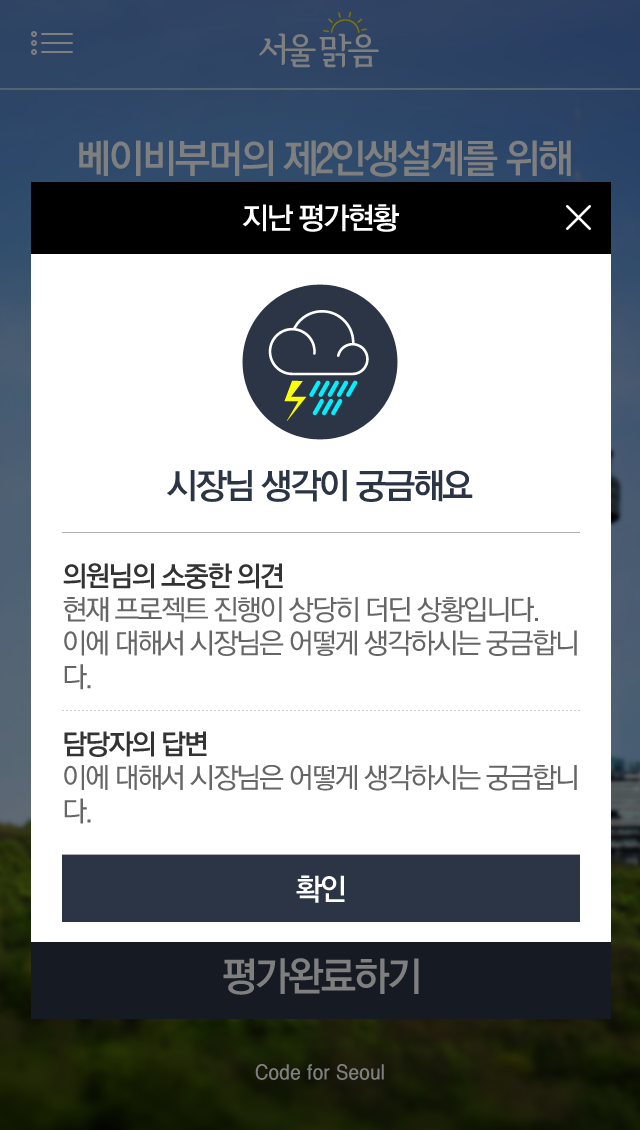 서울 맑음
베이비부머의 제2인생설계를 위해
지난 평가현황
시장님 생각이 궁금해요
의원님의 소중한 의견
현재 프로젝트 진행이 상당히 더딘 상황입니다.
이에 대해서 시장님은 어떻게 생각하시는 궁금합니
다.
담당자의 답변
이에 대해서 시장님은 어떻게 생각하시는 궁금합니
다.
확인
평가완료하기
Code for Seoul